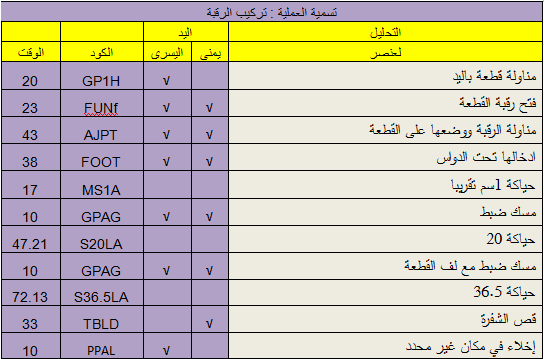 تسمية العملية : تركيب الرقبة
التحليل اليد
لعنصر يمنى اليسرى الكود الوقت
مناولة قطعة باليد √ GP1H 20
فتح رقبة القطعة √ √ FUNf 23
مناولة الرقبة ووضعها على القطعة √ √ AJPT 43
ادخالها تحت الدواس √ √ FOOT 38
حياكة 1سم تقريبا MS1A 17
مسك ضبط √ √ GPAG 10
حياكة 20 S20LA 47.21
مسك ضبط مع لف القطعة √ √ GPAG 10
حياكة 36.5 S36.5LA 72.13
قص الشفرة √ TBLD 33
إخلاء في مكان غير محدد √ PPAL 10